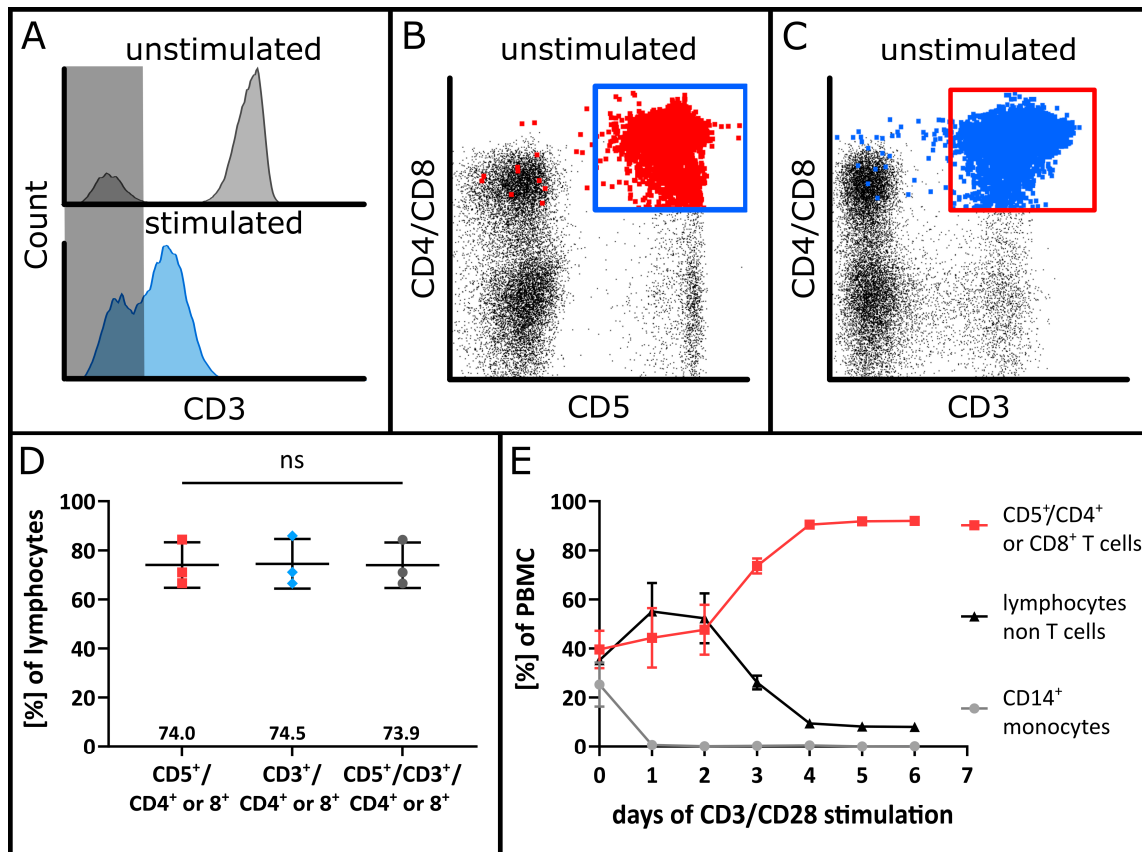 A
unstimulated
stimulated
Count
CD3
B
unstimulated
CD4/CD8
CD5
C
unstimulated
CD4/CD8
CD3
D
ns
[%] of lymphocytes
100
80
60
40
20
0
74.0
74.5
73.9
CD5⁺/
CD4⁺ or 8⁺
CD3⁺/
CD4⁺ or 8⁺
CD5⁺/CD3⁺/
CD4⁺ or 8⁺
E
[%] of PBMC
100
80
60
40
20
0
0 1 2 3 4 5 6 7
days of CD3/CD28 stimulation
CD5⁺/CD4⁺
or CD8⁺ T cells
lymphocytes
non T cells
CD14⁺
monocytes